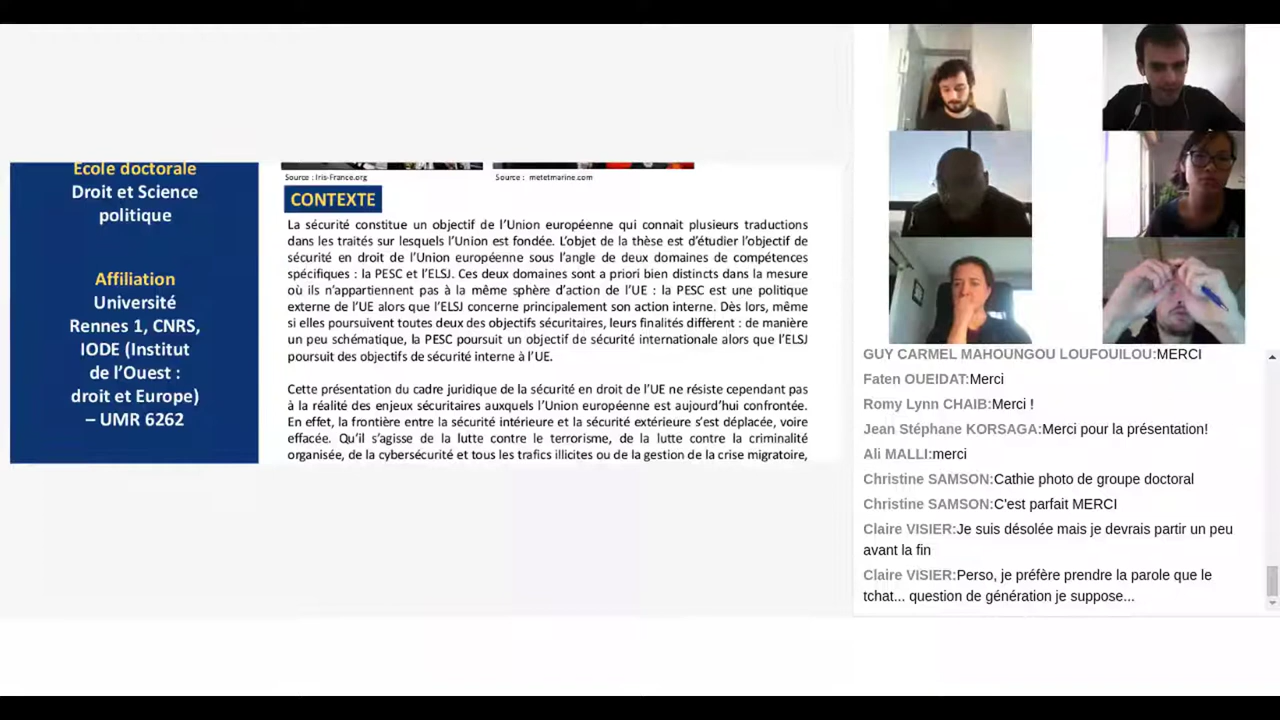 Ecole doctorale
Droit et Science
politique
Affiliation
Université
Rennes 1, CNRS,
IODE (Institut
de l'Ouest :
droit et Europe)
– UMR 6262
Source : Iris-France.org
Source : metetmarine.com
CONTEXTE
La sécurité constitue un objectif de l'Union européenne qui connait plusieurs traductions
dans les traités sur lesquels l'Union est fondée. L'objet de la thèse est d'étudier l'objectif de
sécurité en droit de l'Union européenne sous l'angle de deux domaines de compétences
spécifiques : la PESC et l'ELSJ. Ces deux domaines sont a priori bien distincts dans la mesure
où ils n'appartiennent pas à la même sphère d'action de l'UE : la PESC est une politique
externe de l'UE alors que l'ELSJ concerne principalement son action interne. Dès lors, même
si elles poursuivent toutes deux des objectifs sécuritaires, leurs finalités diffèrent : de manière
un peu schématique, la PESC poursuit un objectif de sécurité internationale alors que l'ELSJ
poursuit des objectifs de sécurité interne à l'UE.
Cette présentation du cadre juridique de la sécurité en droit de l'UE ne résiste cependant pas
à la réalité des enjeux sécuritaires auxquels l'Union européenne est aujourd'hui confrontée.
En effet, la frontière entre la sécurité intérieure et la sécurité extérieure s'est déplacée, voire
effacée. Qu'il s'agisse de la lutte contre le terrorisme, de la lutte contre la criminalité
organisée, de la cybersécurité et tous les trafics illicites ou de la gestion de la crise migratoire,
GUY CARMEL MAHOUNGOU LOUFOUILOU:MERCI
Faten OUEIDAT:Merci
Romy Lynn CHAIB:Merci !
Jean Stéphane KORSAGA:Merci pour la présentation!
Ali MALLI:merci
Christine SAMSON:Cathie photo de groupe doctoral
Christine SAMSON:C'est parfait MERCI
Claire VISIER:Je suis désolée mais je devrais partir un peu
avant la fin
Claire VISIER:Perso, je préfère prendre la parole que le
tchat... question de génération je suppose...